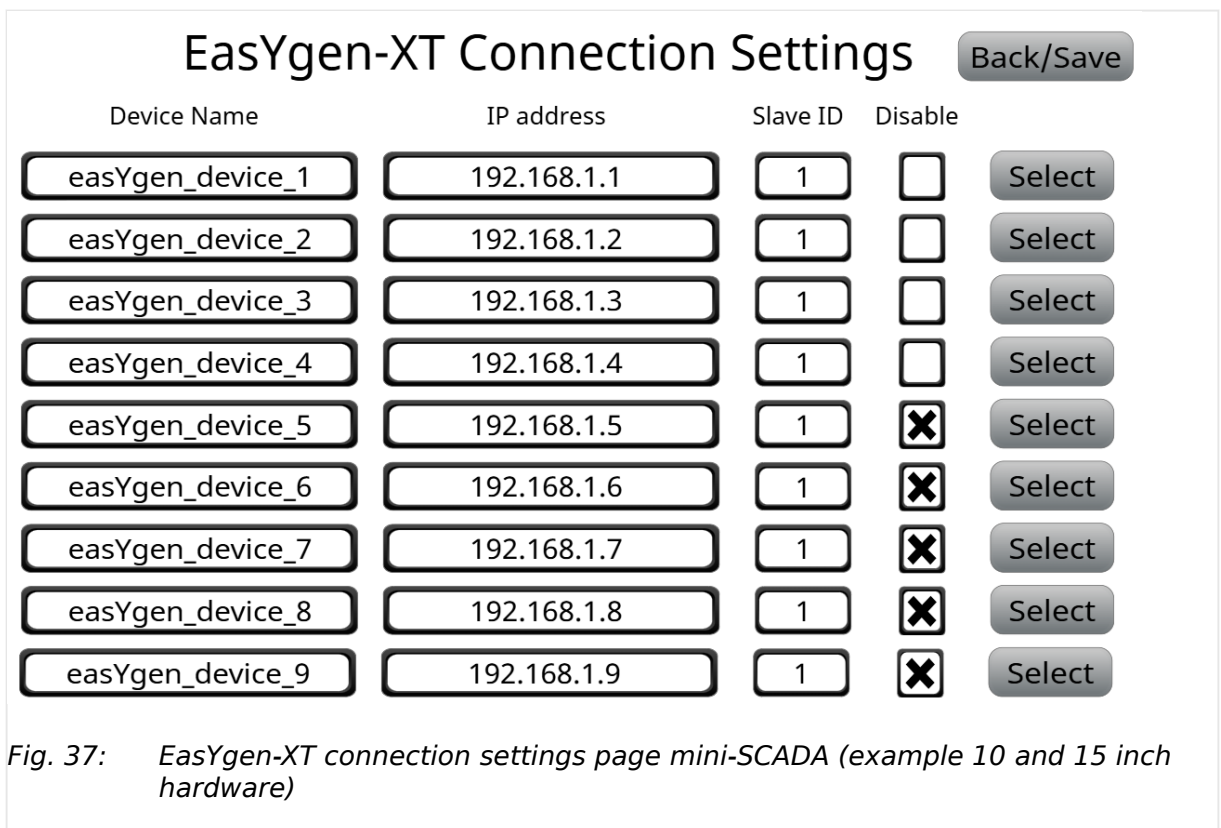 EasYgen-XT Connection Settings Back/Save
Device Name IP address Slave ID Disable
easYgen_device_1 192.168.1.1 1 Select
easYgen_device_2 192.168.1.2 1 Select
easYgen_device_3 192.168.1.3 1 Select
easYgen_device_4 192.168.1.4 1 Select
easYgen_device_5 192.168.1.5 1 Select
easYgen_device_6 192.168.1.6 1 Select
easYgen_device_7 192.168.1.7 1 Select
easYgen_device_8 192.168.1.8 1 Select
easYgen_device_9 192.168.1.9 1 Select
Fig. 37: EasYgen-XT connection settings page mini-SCADA (example 10 and 15 inch
hardware)